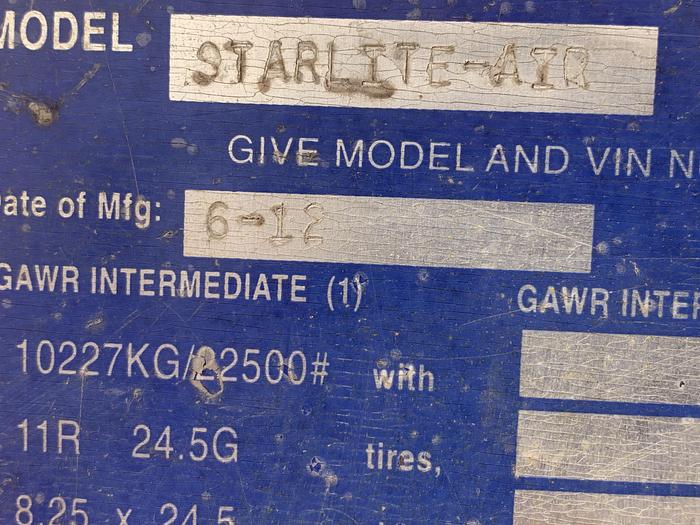 MODEL STARLITE-AIR
GIVE MODEL AND VIN N
Date of Mfg: 6-12
GAWR INTERMEDIATE (1) GAWR INTER
10227KG/22500# with
11R 24.5G tires,
8.25 x 24.5